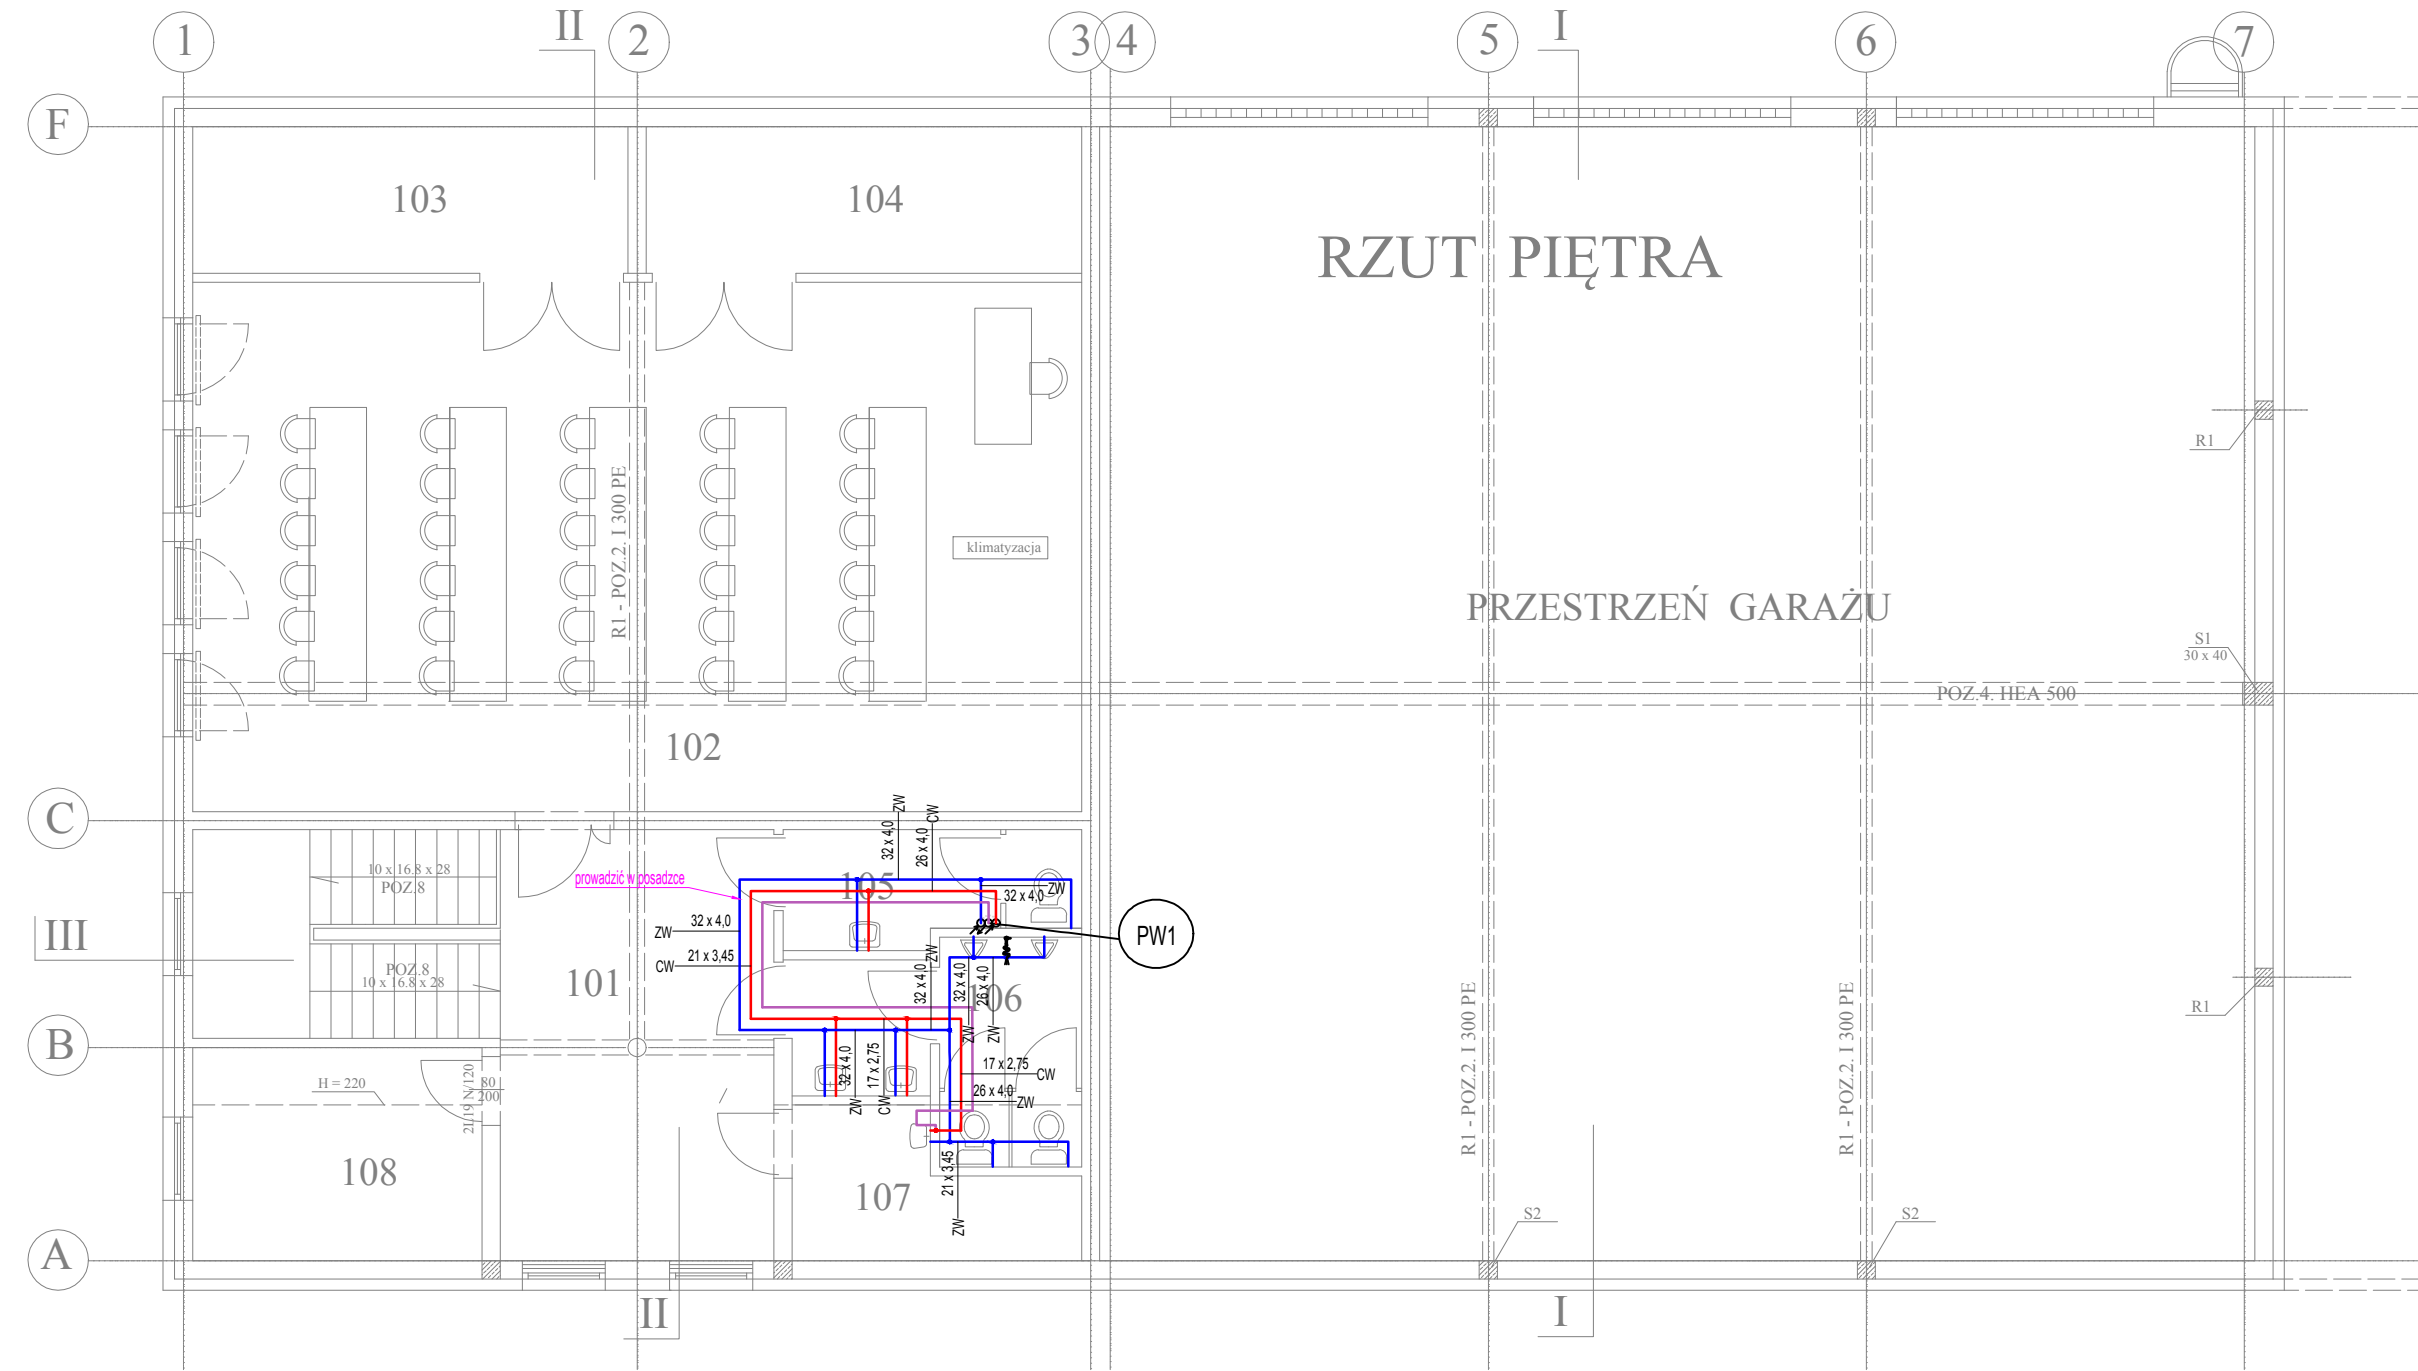 1
II
2
3
4
5
I
6
7
F
103
104
RZUT PIĘTRA
R1
R1 - POZ.2. I 300 PE
klimatyzacja
PRZESTRZEŃ GARAŻU
S1
30 x 40
POZ.4. HEA 500
102
C
ZW
32 x 4,0
CW
26 x 4,0
10 x 16.8 x 28
POZ.8
prowadzić w posadzce
105
ZW
32 x 4,0
III
ZW
32 x 4,0
PW1
CW
21 x 3,45
POZ.8
10 x 16.8 x 28
101
ZW
32 x 4,0
32 x 4,0
ZW
26 x 4,0
ZW
106
R1
R1 - POZ.2. I 300 PE
R1 - POZ.2. I 300 PE
B
32 x 4,0
ZW
17 x 2,75
CW
17 x 2,75
CW
26 x 4,0
ZW
H = 220
2L19 N/120
80
200
108
21 x 3,45
ZW
107
S2
S2
A
II
I